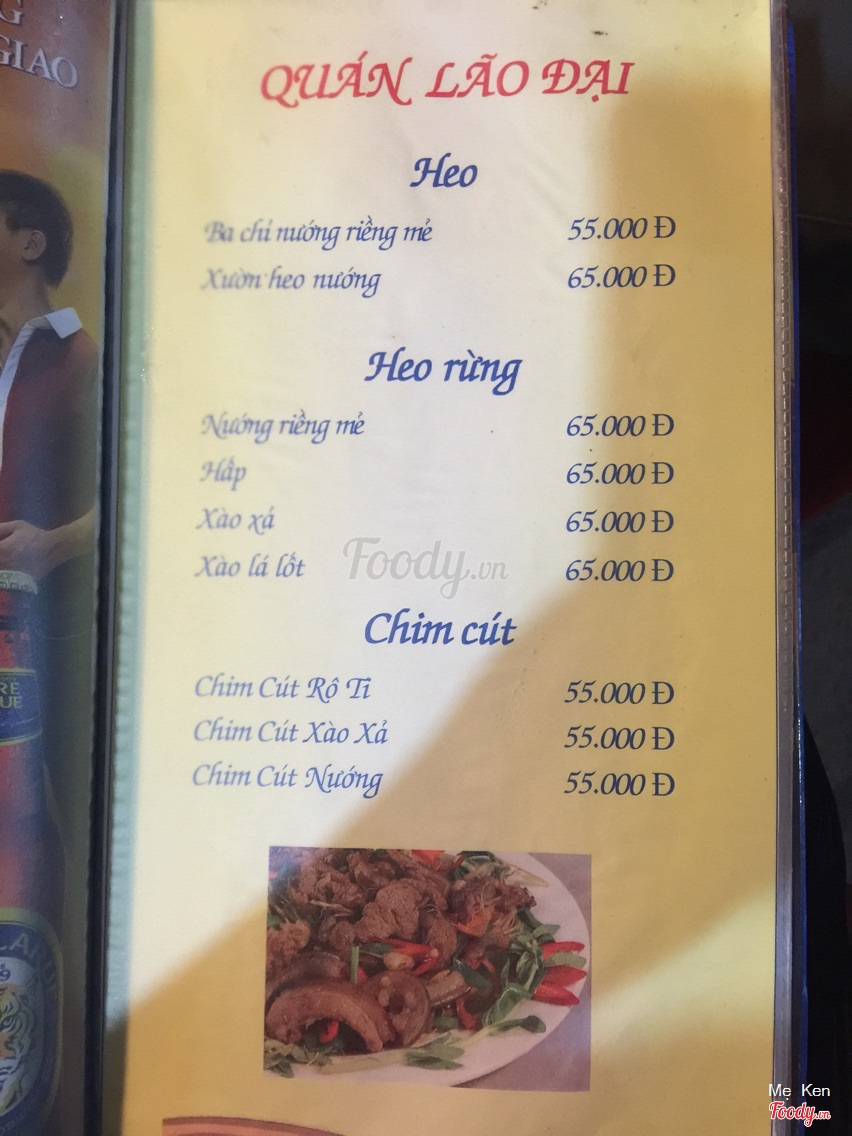 GIAO
QUÁN LÃO ĐẠI
Heo
Ba chỉ nướng riềng mẻ 55.000 Đ
Xườn heo nướng 65.000 Đ
Heo rừng
Nướng riềng mẻ 65.000 Đ
Hấp 65.000 Đ
Xào xả 65.000 Đ
Xào lá lốt 65.000 Đ
Foody.vn
Chim cút
Chim Cút Rô Ti 55.000 Đ
Chim Cút Xào Xả 55.000 Đ
Chim Cút Nướng 55.000 Đ
Mẹ Ken
Foody.vn